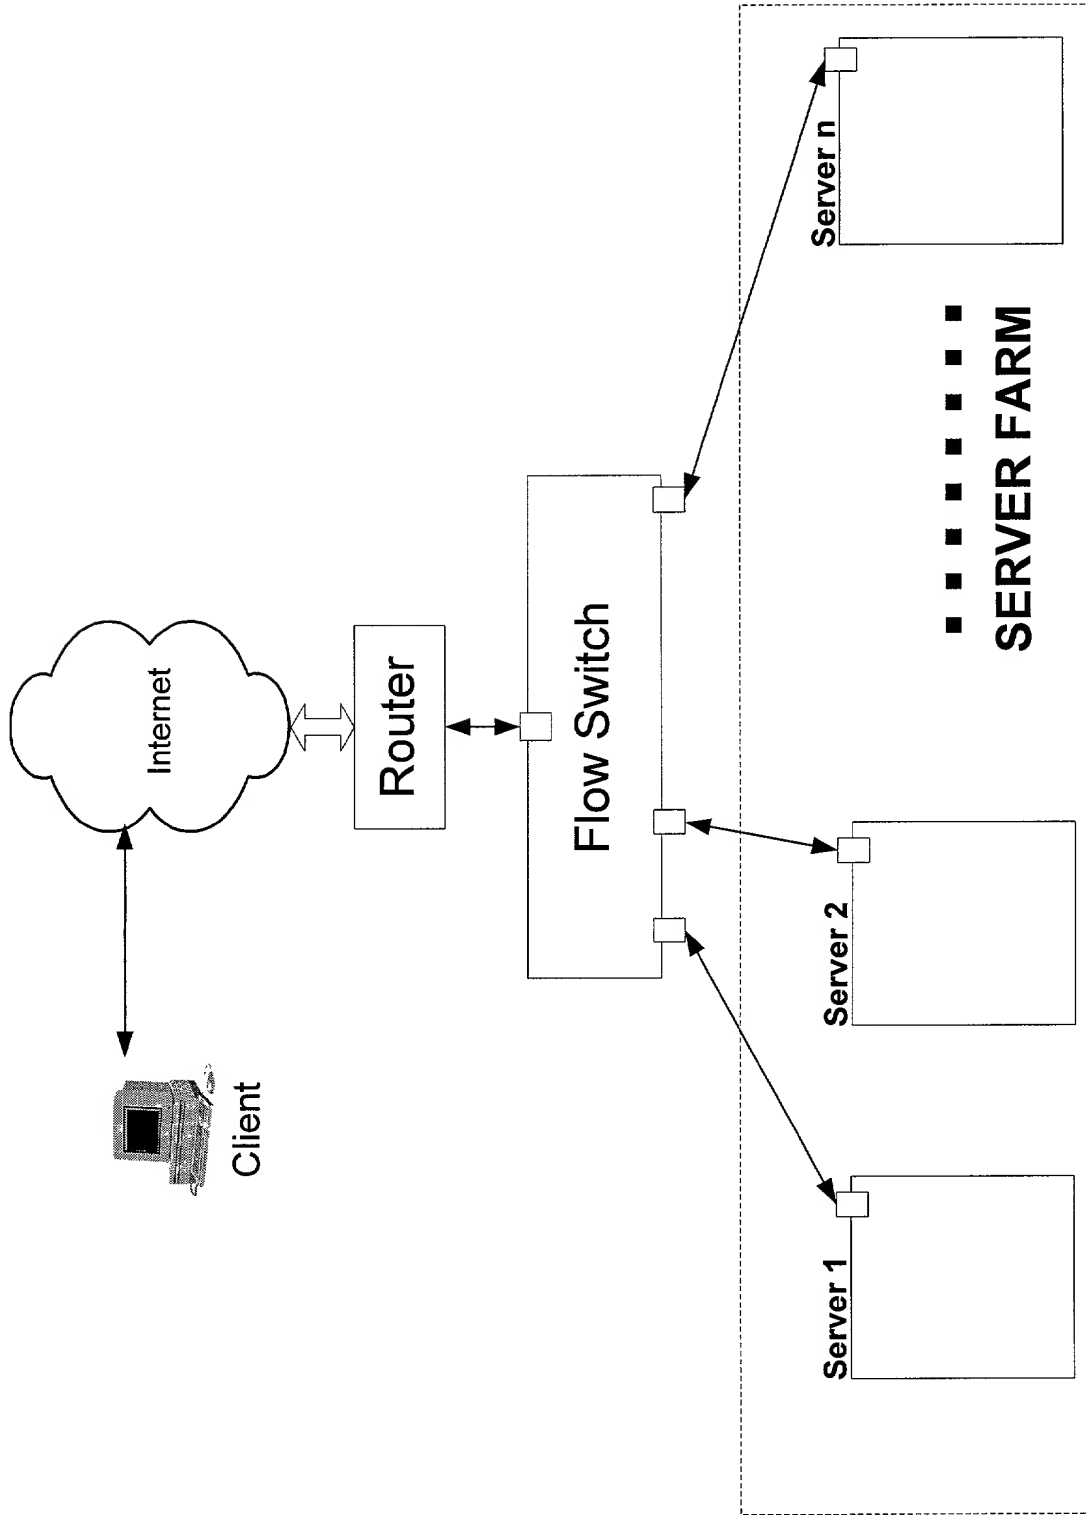 Internet
Client
Router
Flow Switch
Server 1
Server 2
Server n
SERVER FARM